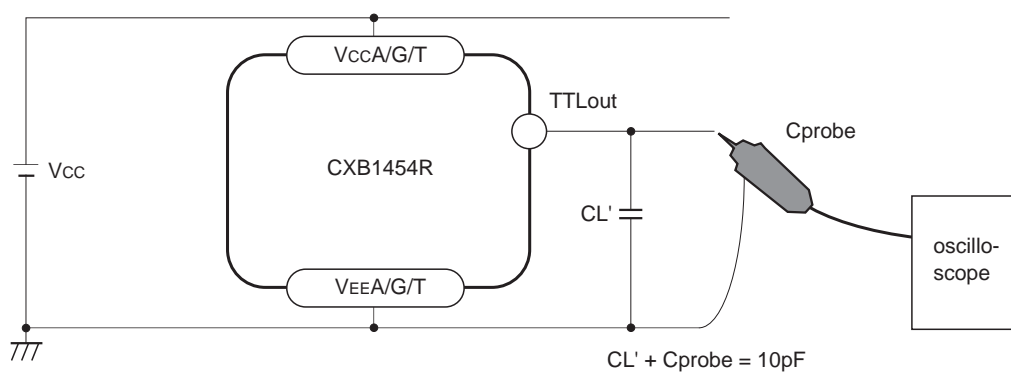 VCCA/G/T
TTLout
Cprobe
VCC
CXB1454R
CL'
oscillo-
scope
VEEA/G/T
CL' + Cprobe = 10pF